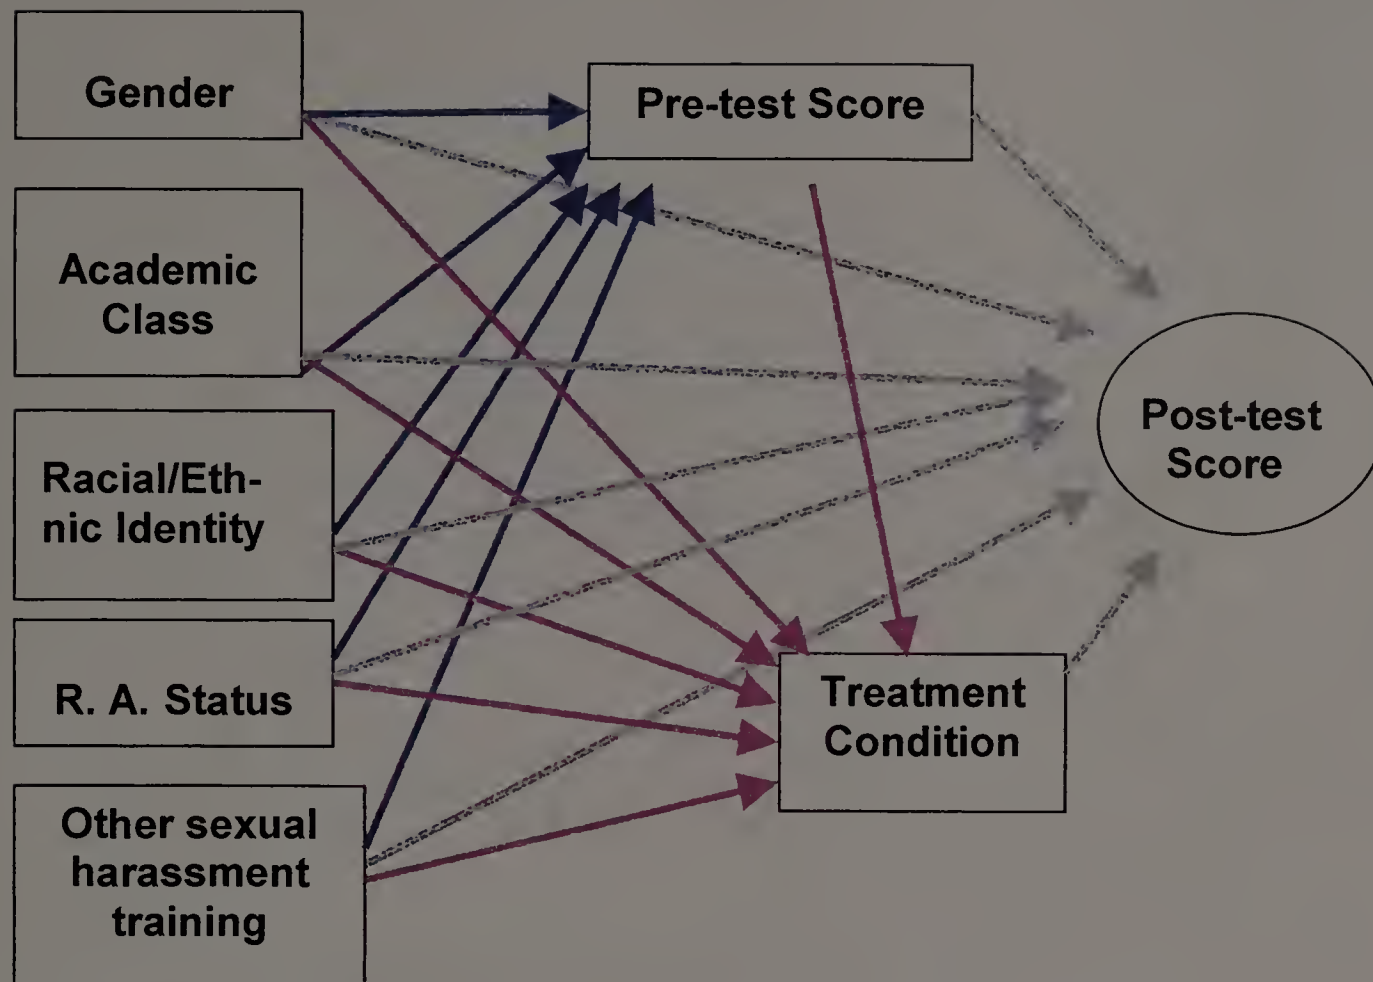 Gender
Pre-test Score
Academic
Class
Post-test
Score
Racial/Eth-
nic Identity
R. A. Status
Treatment
Condition
Other sexual
harassment
training